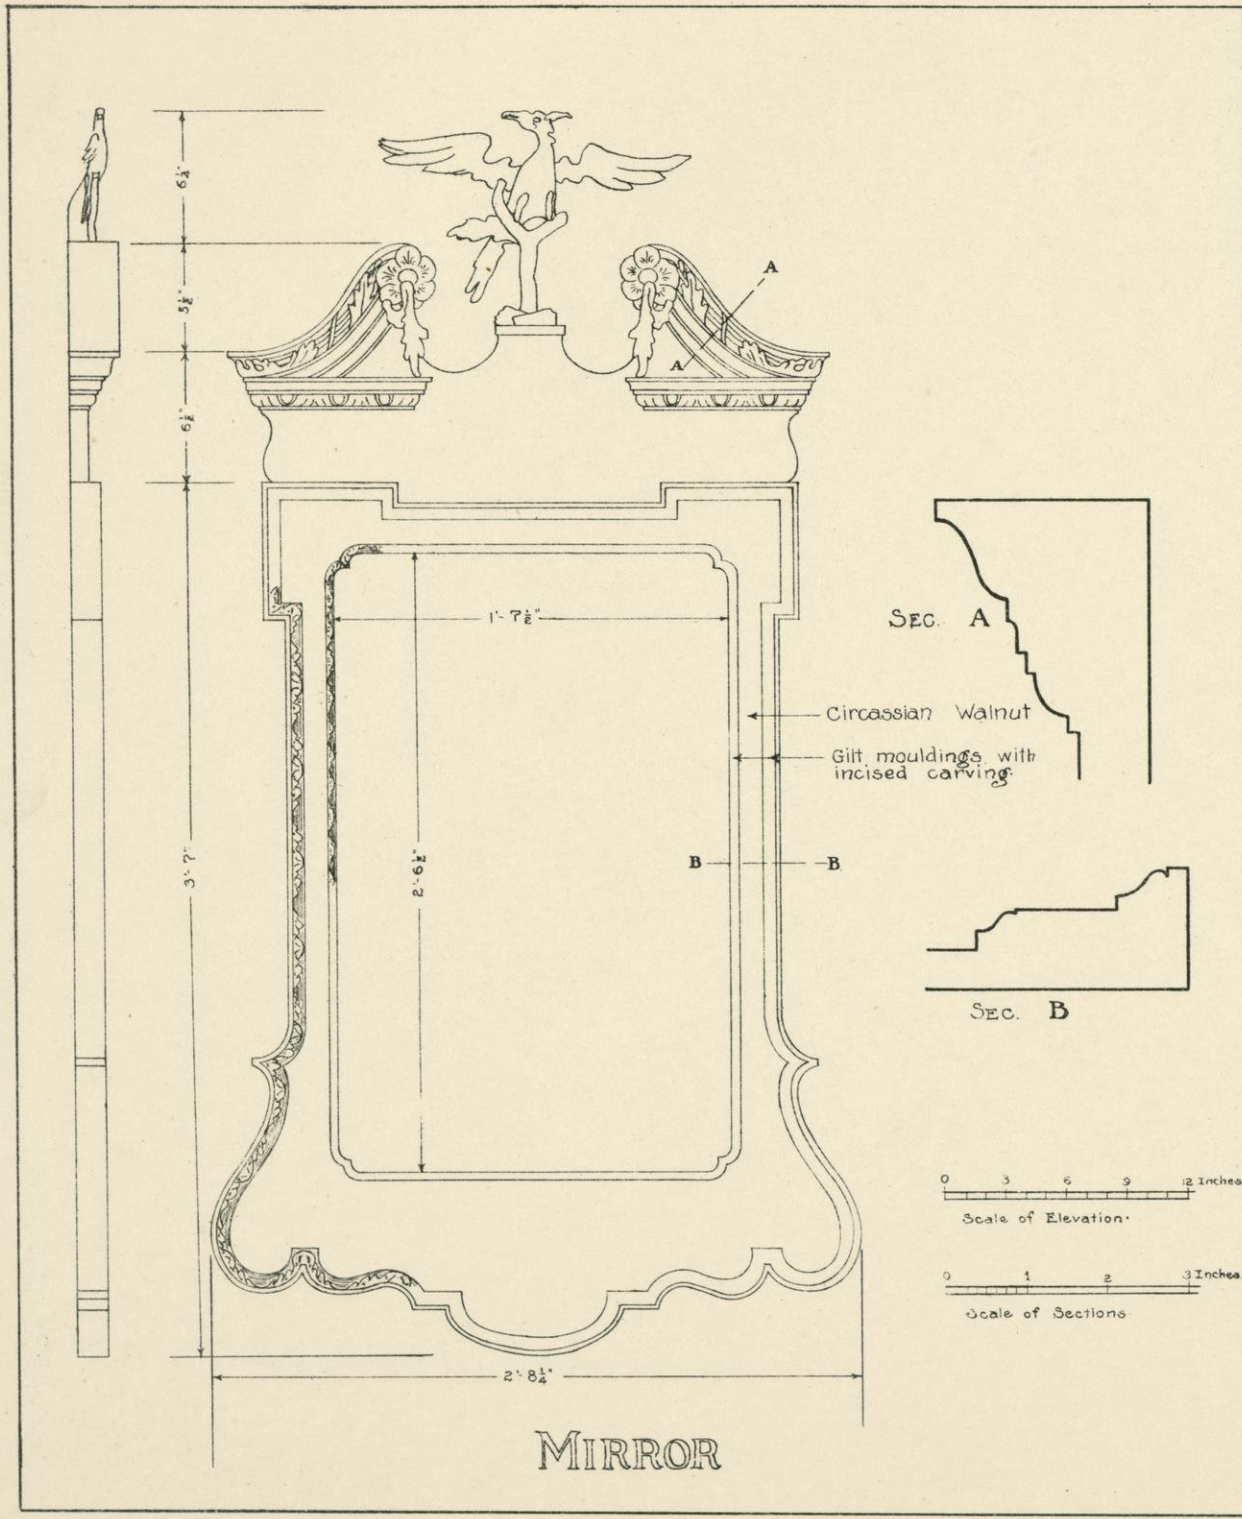 6¼"
5½"
6½"
3'-7"
A
A
1'-7½"
2'-6½"
SEC. A
Circassian Walnut
Gilt mouldings with
incised carving.
B B
SEC. B
0 3 6 9 12 Inches
Scale of Elevation.
0 1 2 3 Inches
Scale of Sections
2'-8¼"
MIRROR